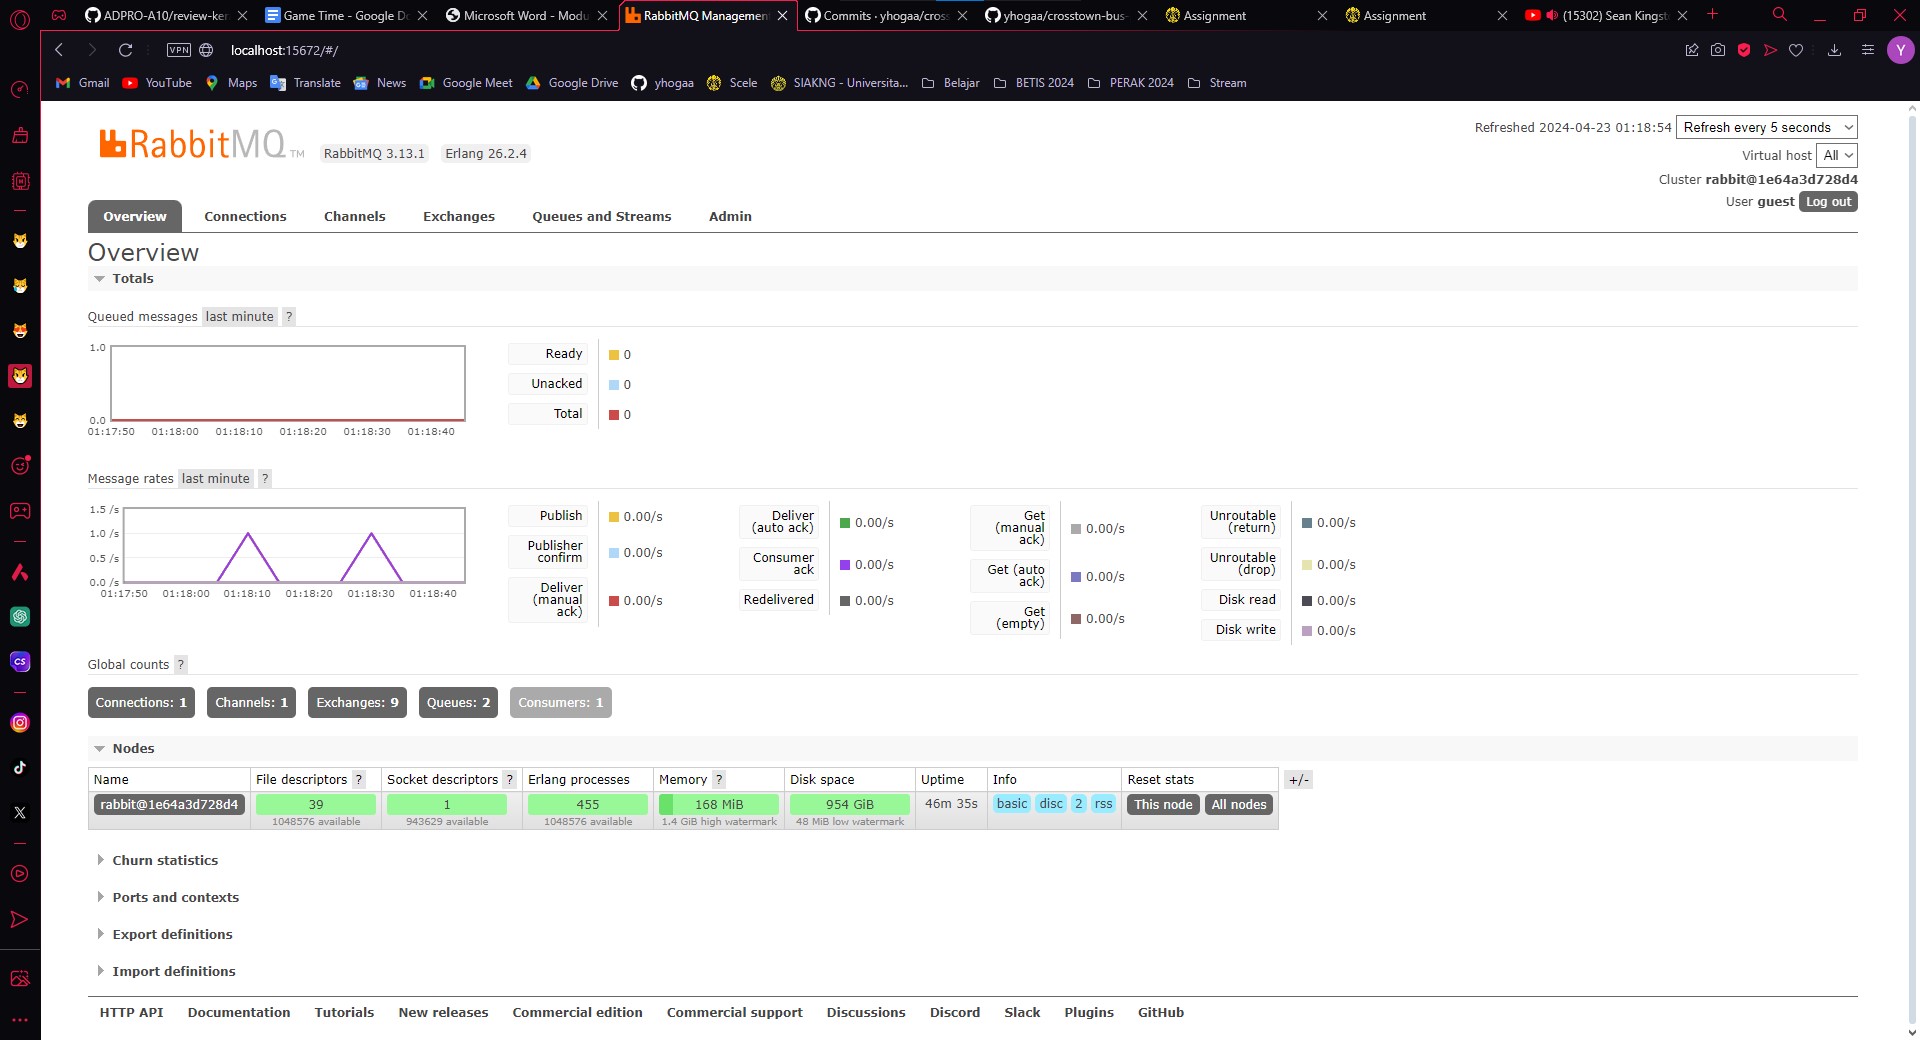 ADPRO-A10/review-ker
Game Time - Google Do
Microsoft Word - Modu
RabbitMQ Management
Commits · yhogaa/cross
yhogaa/crosstown-bus-
Assignment
Assignment
(15302) Sean Kingst
VPN
localhost:15672/#/
Y
Gmail
YouTube
Maps
Translate
News
Google Meet
Google Drive
yhogaa
Scele
SIAKNG - Universita...
Belajar
BETIS 2024
PERAK 2024
Stream
RabbitMQ TM
RabbitMQ 3.13.1
Erlang 26.2.4
Refreshed 2024-04-23 01:18:54
Refresh every 5 seconds
Virtual host All
Cluster rabbit@1e64a3d728d4
User guest Log out
Overview
Connections
Channels
Exchanges
Queues and Streams
Admin
Overview
Totals
Queued messages last minute ?
1.0
0.0
01:17:50 01:18:00 01:18:10 01:18:20 01:18:30 01:18:40
Ready 0
Unacked 0
Total 0
Message rates last minute ?
1.5 /s
1.0 /s
0.5 /s
0.0 /s
01:17:50 01:18:00 01:18:10 01:18:20 01:18:30 01:18:40
Publish 0.00/s
Publisher confirm 0.00/s
Deliver (manual ack) 0.00/s
Deliver (auto ack) 0.00/s
Consumer ack 0.00/s
Redelivered 0.00/s
Get (manual ack) 0.00/s
Get (auto ack) 0.00/s
Get (empty) 0.00/s
Unroutable (return) 0.00/s
Unroutable (drop) 0.00/s
Disk read 0.00/s
Disk write 0.00/s
Global counts ?
Connections: 1
Channels: 1
Exchanges: 9
Queues: 2
Consumers: 1
Nodes
Name File descriptors ? Socket descriptors ? Erlang processes Memory ? Disk space Uptime Info Reset stats +/-
rabbit@1e64a3d728d4 39 1 455 168 MiB 954 GiB 46m 35s basic disc 2 rss This node All nodes
1048576 available 943629 available 1048576 available 1.4 GiB high watermark 48 MiB low watermark
Churn statistics
Ports and contexts
Export definitions
Import definitions
HTTP API
Documentation
Tutorials
New releases
Commercial edition
Commercial support
Discussions
Discord
Slack
Plugins
GitHub
CS